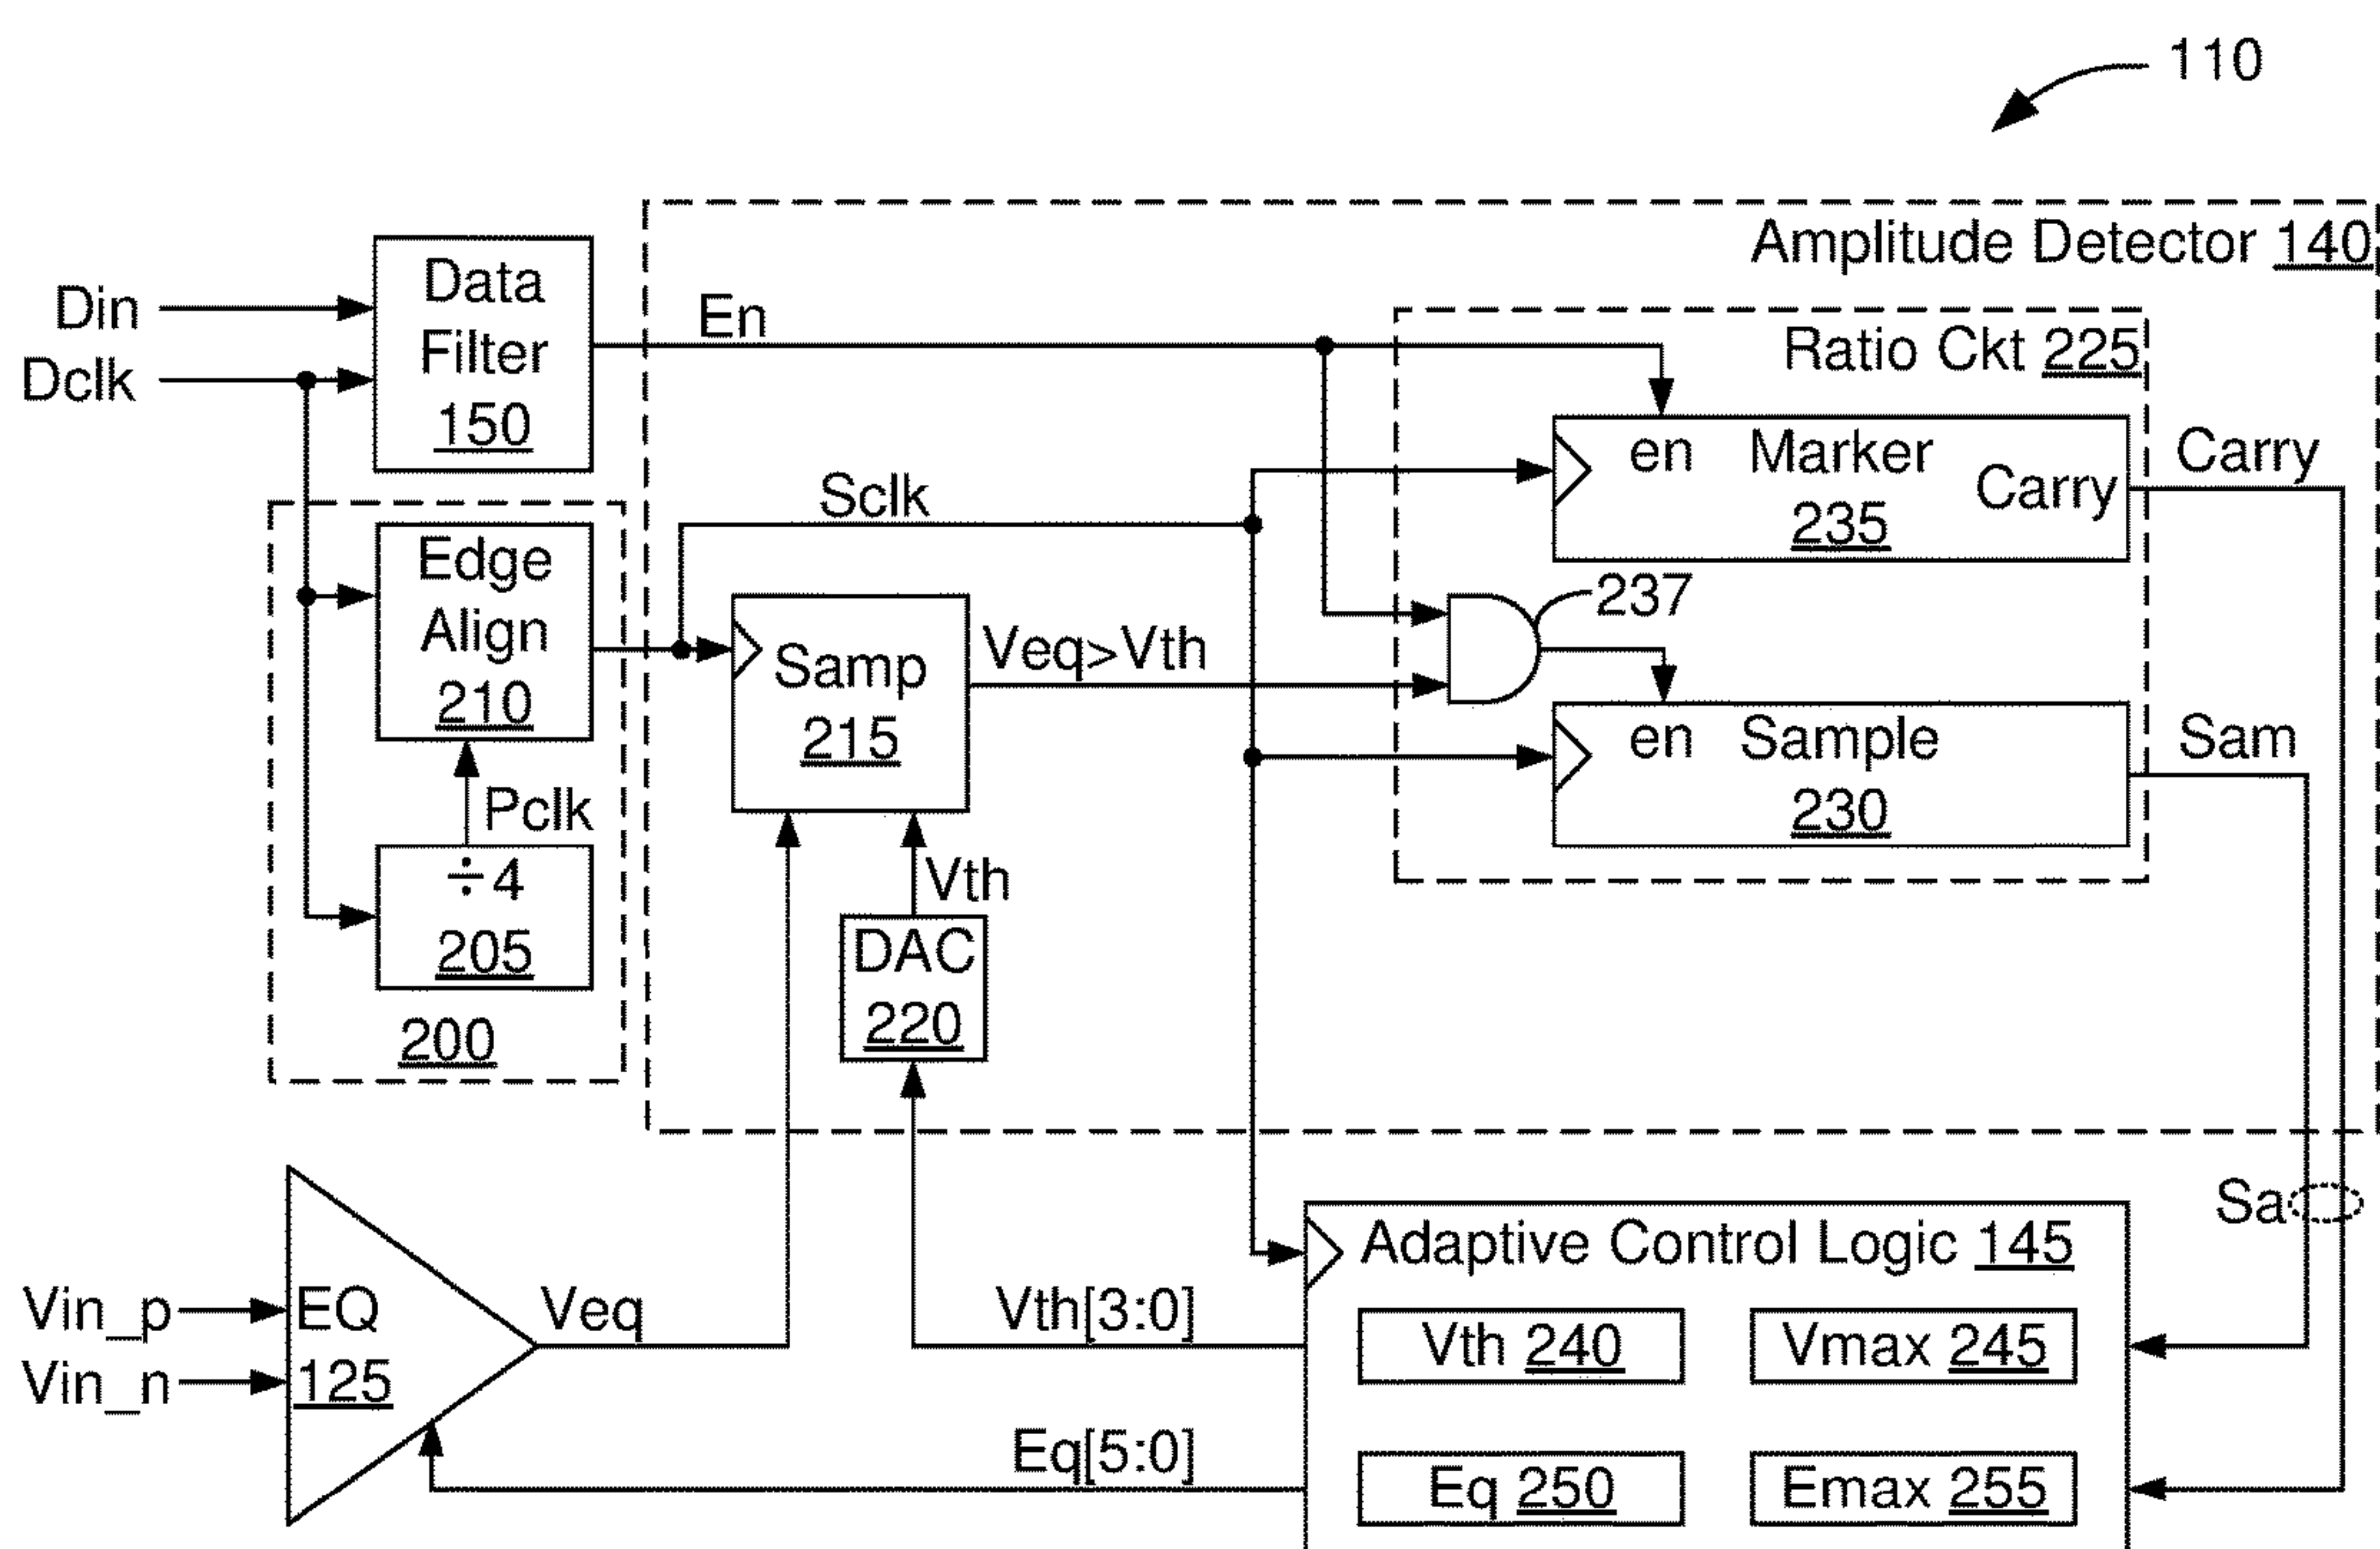 110
Amplitude Detector 140
Din
Dclk
Data
Filter
150
En
Ratio Ckt 225
en Marker
235
Carry
Carry
Sclk
Edge
Align
210
237
Samp
215
Veq>Vth
en Sample
230
Sam
Pclk
÷4
205
200
Vth
DAC
220
Sa
Adaptive Control Logic 145
Vin_p
Vin_n
EQ
125
Veq
Vth[3:0]
Vth 240
Vmax 245
Eq[5:0]
Eq 250
Emax 255